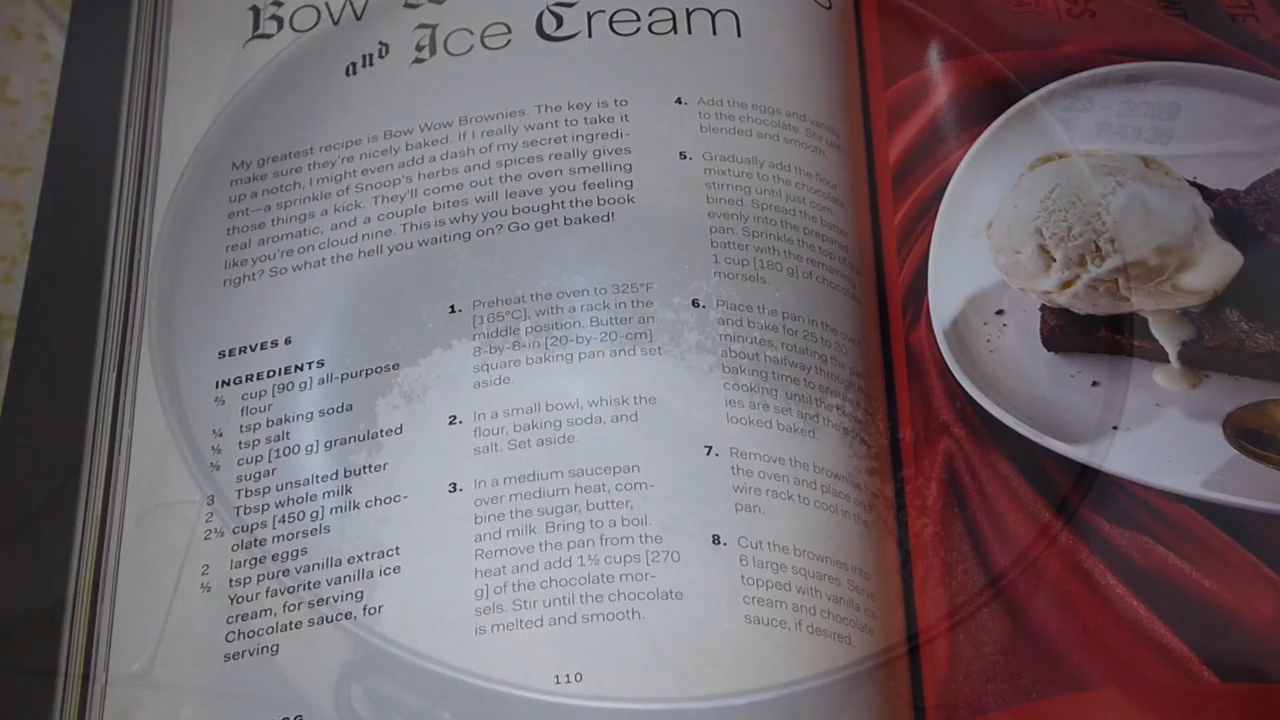 Bow
and Ice Cream
My greatest recipe is Bow Wow Brownies. The key is to
make sure they're nicely baked. If I really want to take it
up a notch, I might even add a dash of my secret ingredi-
ent—a sprinkle of Snoop's herbs and spices really gives
those things a kick. They'll come out the oven smelling
real aromatic, and a couple bites will leave you feeling
like you're on cloud nine. This is why you bought the book
right? So what the hell you waiting on? Go get baked!
SERVES 6
INGREDIENTS
⅔ cup [90 g] all-purpose
flour
¼ tsp baking soda
½ tsp salt
½ cup [100 g] granulated
sugar
3 Tbsp unsalted butter
2 Tbsp whole milk
2½ cups [450 g] milk choc-
olate morsels
2 large eggs
½ tsp pure vanilla extract
Your favorite vanilla ice
cream, for serving
Chocolate sauce, for
serving
1. Preheat the oven to 325°F
[165°C], with a rack in the
middle position. Butter an
8-by-8-in [20-by-20-cm]
square baking pan and set
aside.
2. In a small bowl, whisk the
flour, baking soda, and
salt. Set aside.
3. In a medium saucepan
over medium heat, com-
bine the sugar, butter,
and milk. Bring to a boil.
Remove the pan from the
heat and add 1½ cups [270
g] of the chocolate mor-
sels. Stir until the chocolate
is melted and smooth.
4. Add the eggs and vanilla
to the chocolate. Stir until
blended and smooth.
5. Gradually add the flour
mixture to the chocolate,
stirring until just com-
bined. Spread the batter
evenly into the prepared
pan. Sprinkle the top of the
batter with the remaining
1 cup [180 g] of chocolate
morsels.
6. Place the pan in the oven
and bake for 25 to 30
minutes, rotating the pan
about halfway through
baking time to
cooking, until the brown-
ies are set and the edges
looked baked.
7. Remove the brownies from
the oven and place on a
wire rack to cool in the
pan.
8. Cut the brownies into
6 large squares. Serve
topped with vanilla ice
cream and chocolate
sauce, if desired.
110